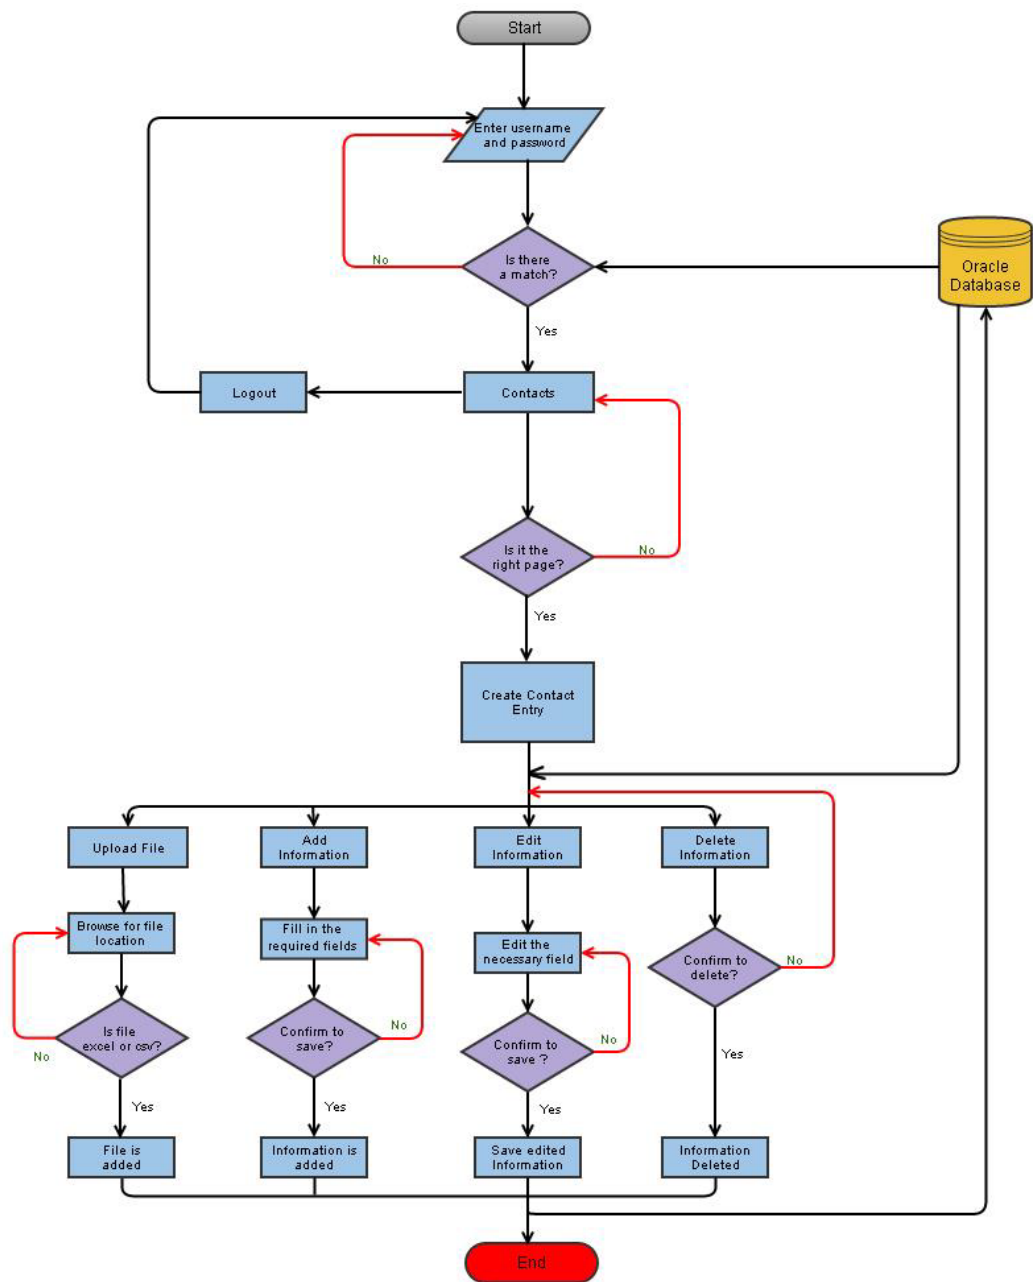 Start
Enter username
and password
Is there
a match?
No
Oracle
Database
Yes
Logout
Contacts
Is it the
right page?
No
Yes
Create Contact
Entry
Upload File
Add
Information
Edit
Information
Delete
Information
Browse for file
location
Fill in the
required fields
Edit the
necessary field
Confirm to
delete?
No
Is file
excel or csv?
No
Confirm to
save?
No
Confirm to
save ?
No
Yes
Yes
Yes
Yes
File is
added
Information is
added
Save edited
Information
Information
Deleted
End